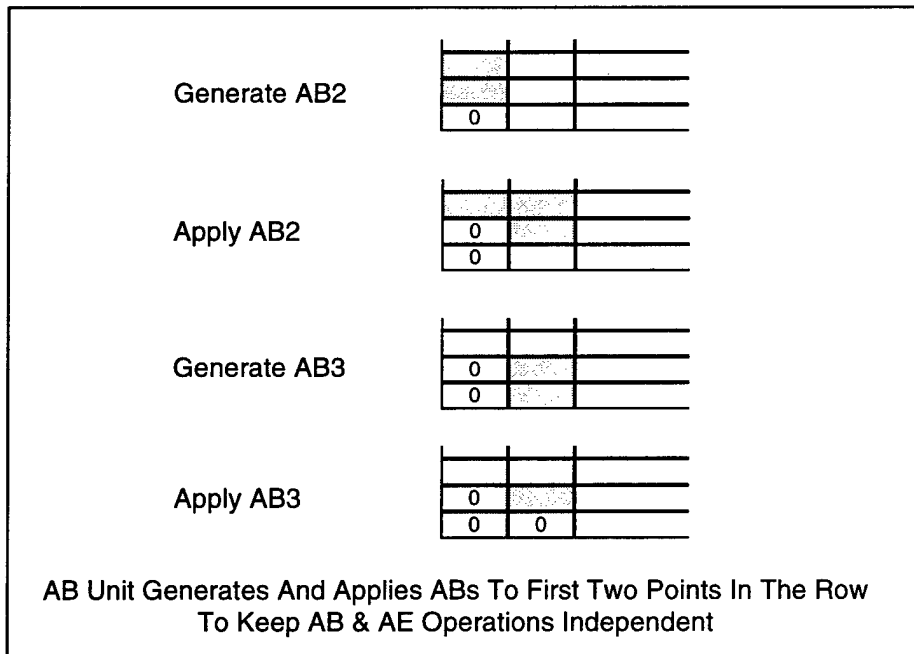 Generate AB2
0
Apply AB2
0
0
Generate AB3
0
0
Apply AB3
0
0 0
AB Unit Generates And Applies ABs To First Two Points In The Row
To Keep AB & AE Operations Independent